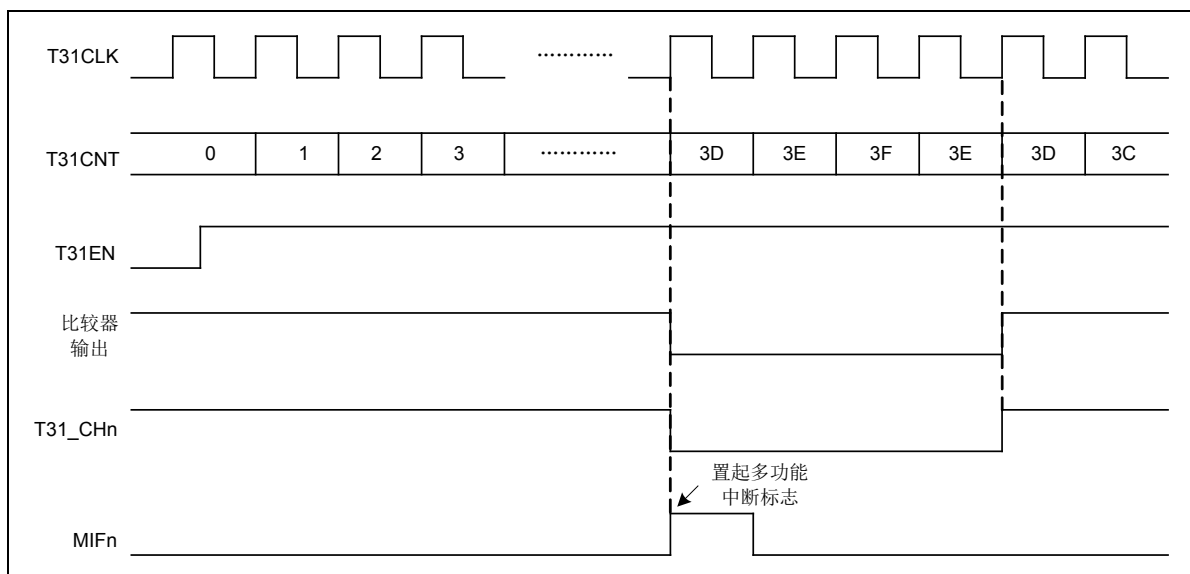 T31CLK
…………
T31CNT 0 1 2 3 ………… 3D 3E 3F 3E 3D 3C
T31EN
比较器
输出
T31_CHn
置起多功能
中断标志
MIFn